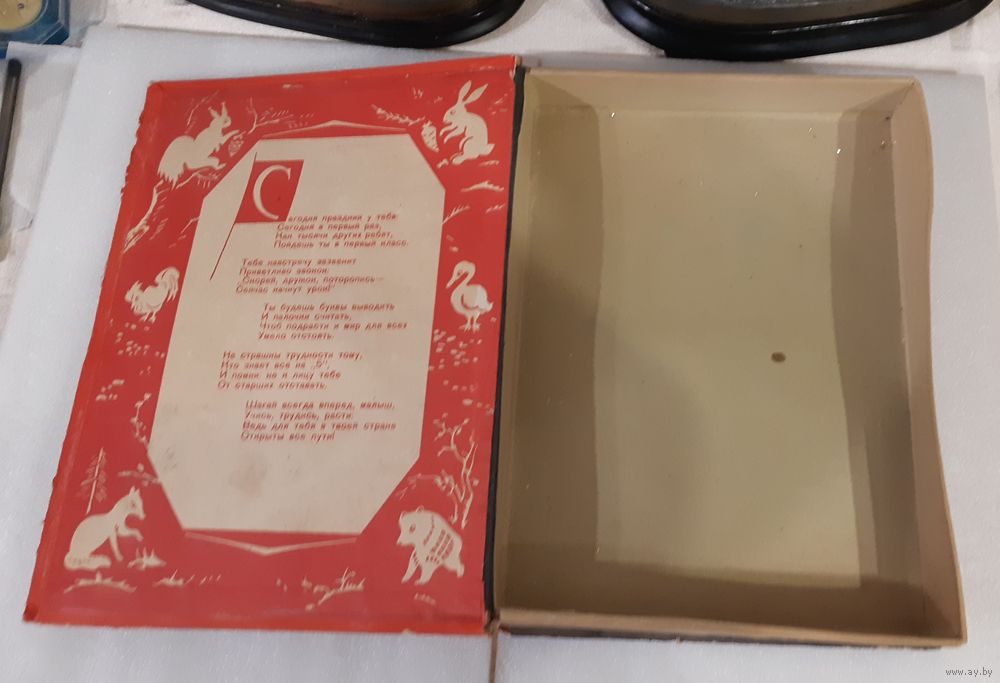 Сегодня праздник у тебя:
Сегодня в первый раз,
Как тысячи других ребят,
Пойдешь ты в первый класс.
Тебе навстречу зазвенит
Приветливо звонок:
„Скорей, дружок, поторопись—
Сейчас начнут урок!"
Ты будешь буквы выводить
И палочки считать,
Чтоб подрасти и мир для всех
Умело отстоять.
Не страшны трудности тому,
Кто знает все на „5",
И помни: не к лицу тебе
От старших отставать.
Шагай всегда вперед, малыш,
Учись, трудись, расти:
Ведь для тебя в твоей стране
Открыты все пути!
www.ay.by